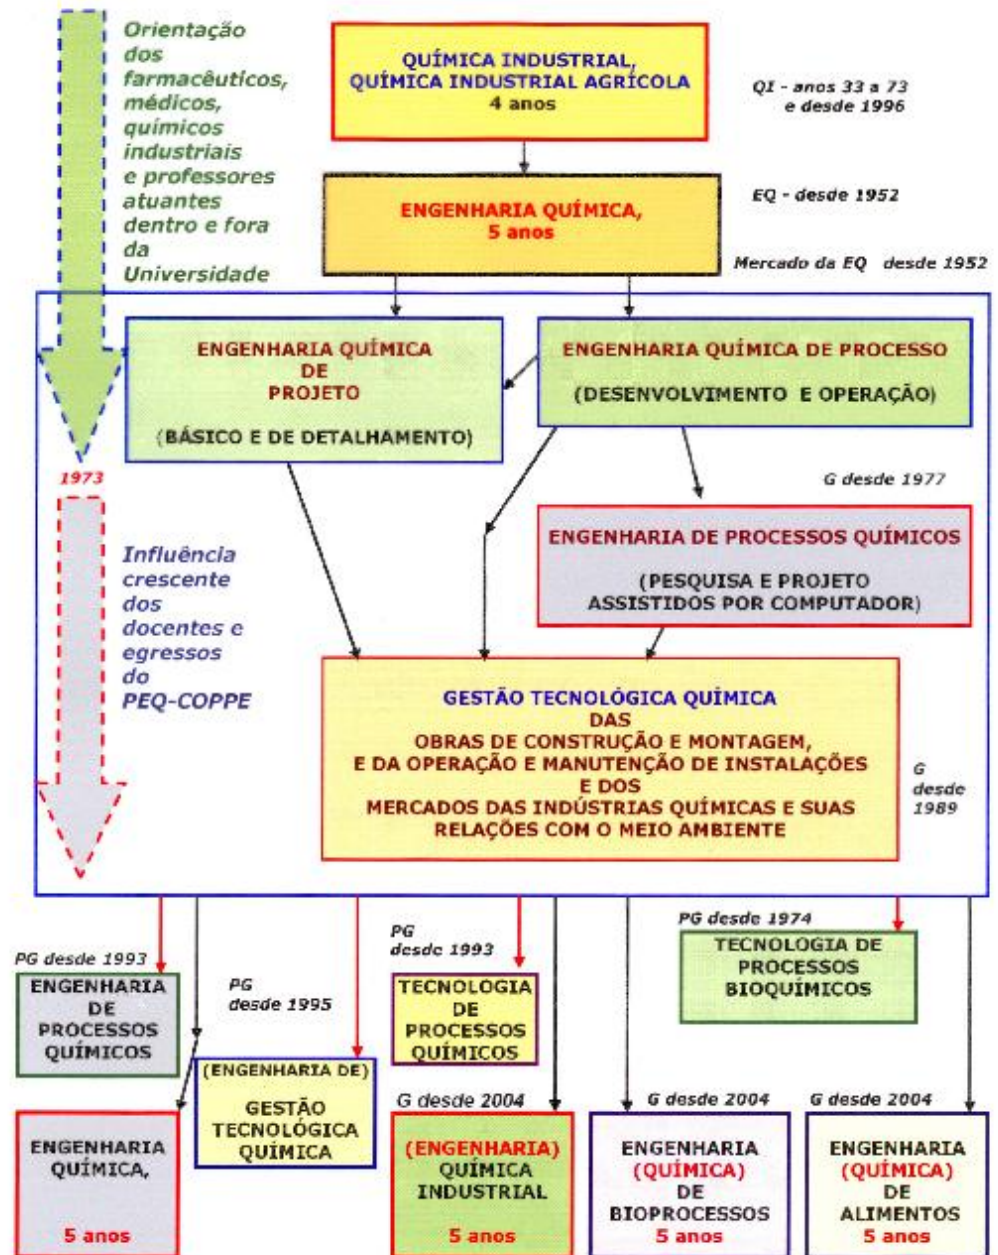 Orientação
dos
farmacêuticos,
médicos,
químicos
industriais
e professores
atuantes
dentro e fora
da
Universidade
QUÍMICA INDUSTRIAL,
QUÍMICA INDUSTRIAL AGRÍCOLA
4 anos
QI - anos 33 a 73
e desde 1996
ENGENHARIA QUÍMICA,
5 anos
EQ - desde 1952
Mercado da EQ desde 1952
ENGENHARIA QUÍMICA
DE
PROJETO
(BÁSICO E DE DETALHAMENTO)
ENGENHARIA QUÍMICA DE PROCESSO
(DESENVOLVIMENTO E OPERAÇÃO)
1973
G desde 1977
Influência
crescente
dos
docentes e
egressos
do
PEQ-COPPE
ENGENHARIA DE PROCESSOS QUÍMICOS
(PESQUISA E PROJETO
ASSISTIDOS POR COMPUTADOR)
GESTÃO TECNOLÓGICA QUÍMICA
DAS
OBRAS DE CONSTRUÇÃO E MONTAGEM,
E DA OPERAÇÃO E MANUTENÇÃO DE INSTALAÇÕES
E DOS
MERCADOS DAS INDÚSTRIAS QUÍMICAS E SUAS
RELAÇÕES COM O MEIO AMBIENTE
G
desde
1989
PG desde 1993
ENGENHARIA
DE
PROCESSOS
QUÍMICOS
PG
desde 1995
(ENGENHARIA DE)
GESTÃO
TECNOLÓGICA
QUÍMICA
PG
desde 1993
TECNOLOGIA
DE
PROCESSOS
QUÍMICOS
PG desde 1974
TECNOLOGIA DE
PROCESSOS
BIOQUÍMICOS
ENGENHARIA
QUÍMICA,
5 anos
G desde 2004
(ENGENHARIA)
QUÍMICA
INDUSTRIAL
5 anos
G desde 2004
ENGENHARIA
(QUÍMICA)
DE
BIOPROCESSOS
5 anos
G desde 2004
ENGENHARIA
(QUÍMICA)
DE
ALIMENTOS
5 anos